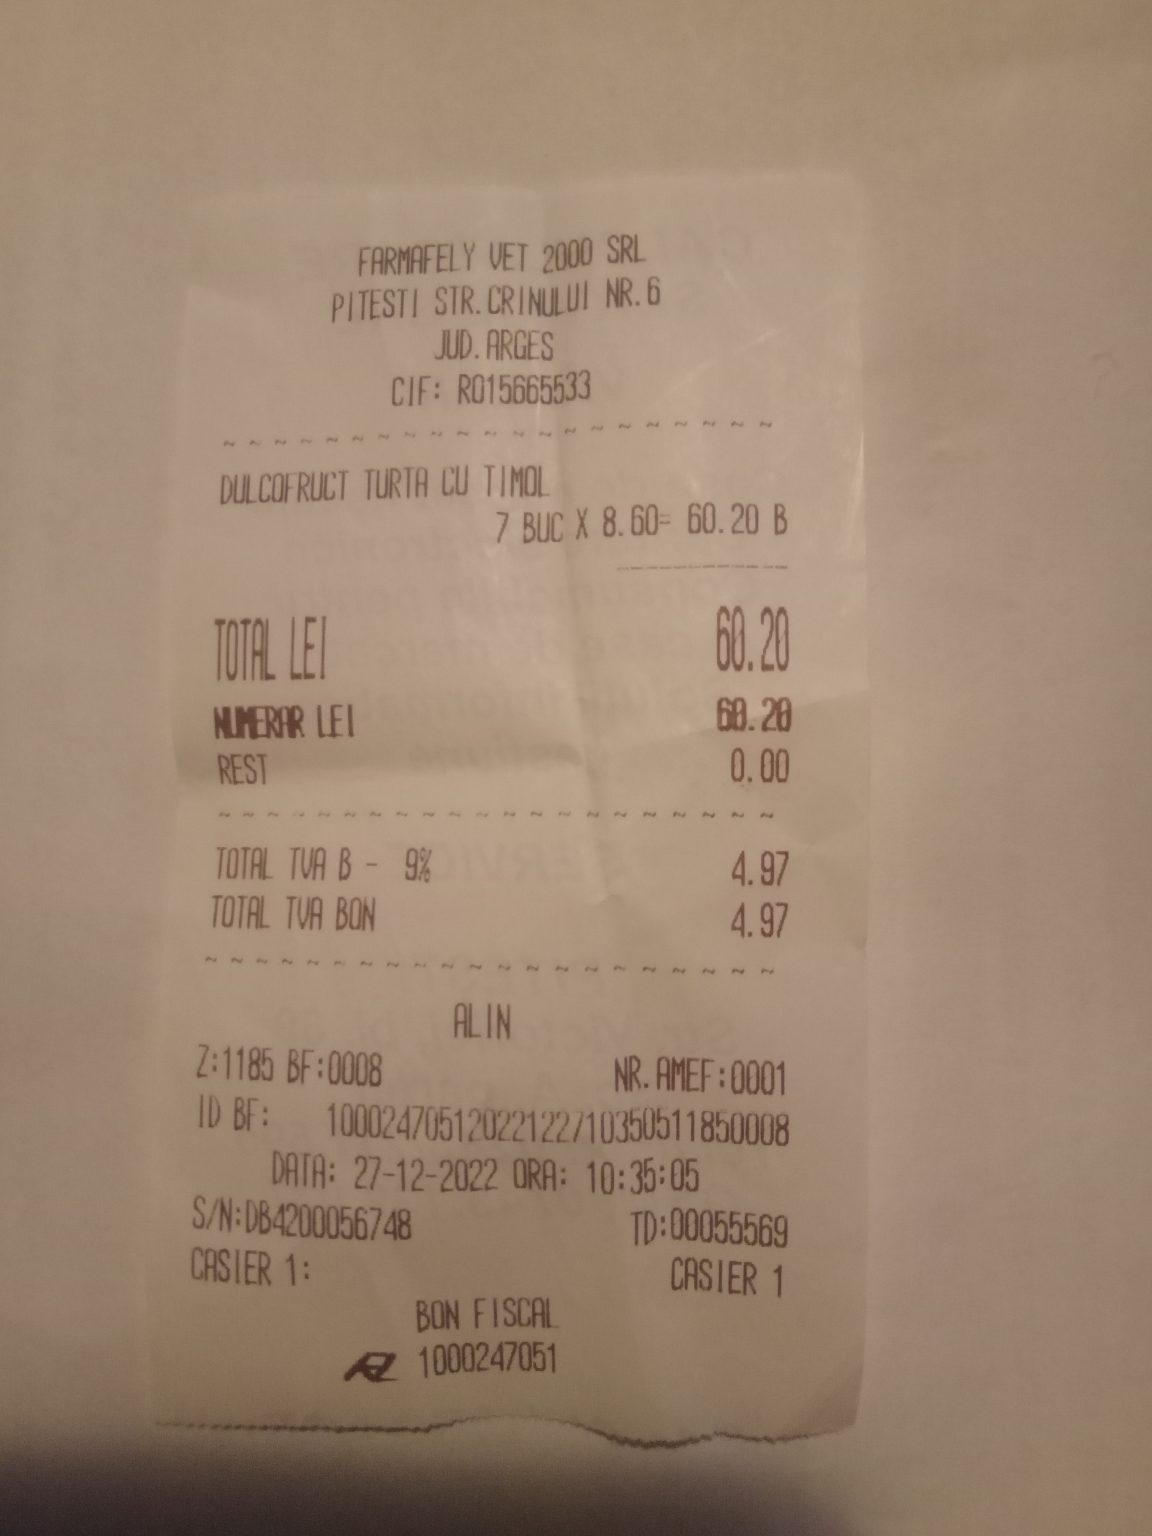 FARMAFELY VET 2000 SRL
PITESTI STR.CRINULUI NR.6
JUD.ARGES
CIF: RO15665533
~ ~ ~ ~ ~ ~ ~ ~ ~ ~ ~ ~ ~ ~ ~ ~ ~ ~ ~ ~ ~
DULCOFRUCT TURTA CU TIMOL
7 BUC X 8.60= 60.20 B
TOTAL LEI 60.20
NUMERAR LEI 60.20
REST 0.00
~ ~ ~ ~ ~ ~ ~ ~ ~ ~ ~ ~ ~ ~ ~ ~ ~ ~ ~ ~ ~
TOTAL TVA B - 9% 4.97
TOTAL TVA BON 4.97
~ ~ ~ ~ ~ ~ ~ ~ ~ ~ ~ ~ ~ ~ ~ ~ ~ ~ ~ ~ ~ ~
ALIN
Z:1185 BF:0008 NR.AMEF:0001
ID BF: 10002470512022122710350511850008
DATA: 27-12-2022 ORA: 10:35:05
S/N:DB4200056748 TD:00055569
CASIER 1: CASIER 1
BON FISCAL
1000247051